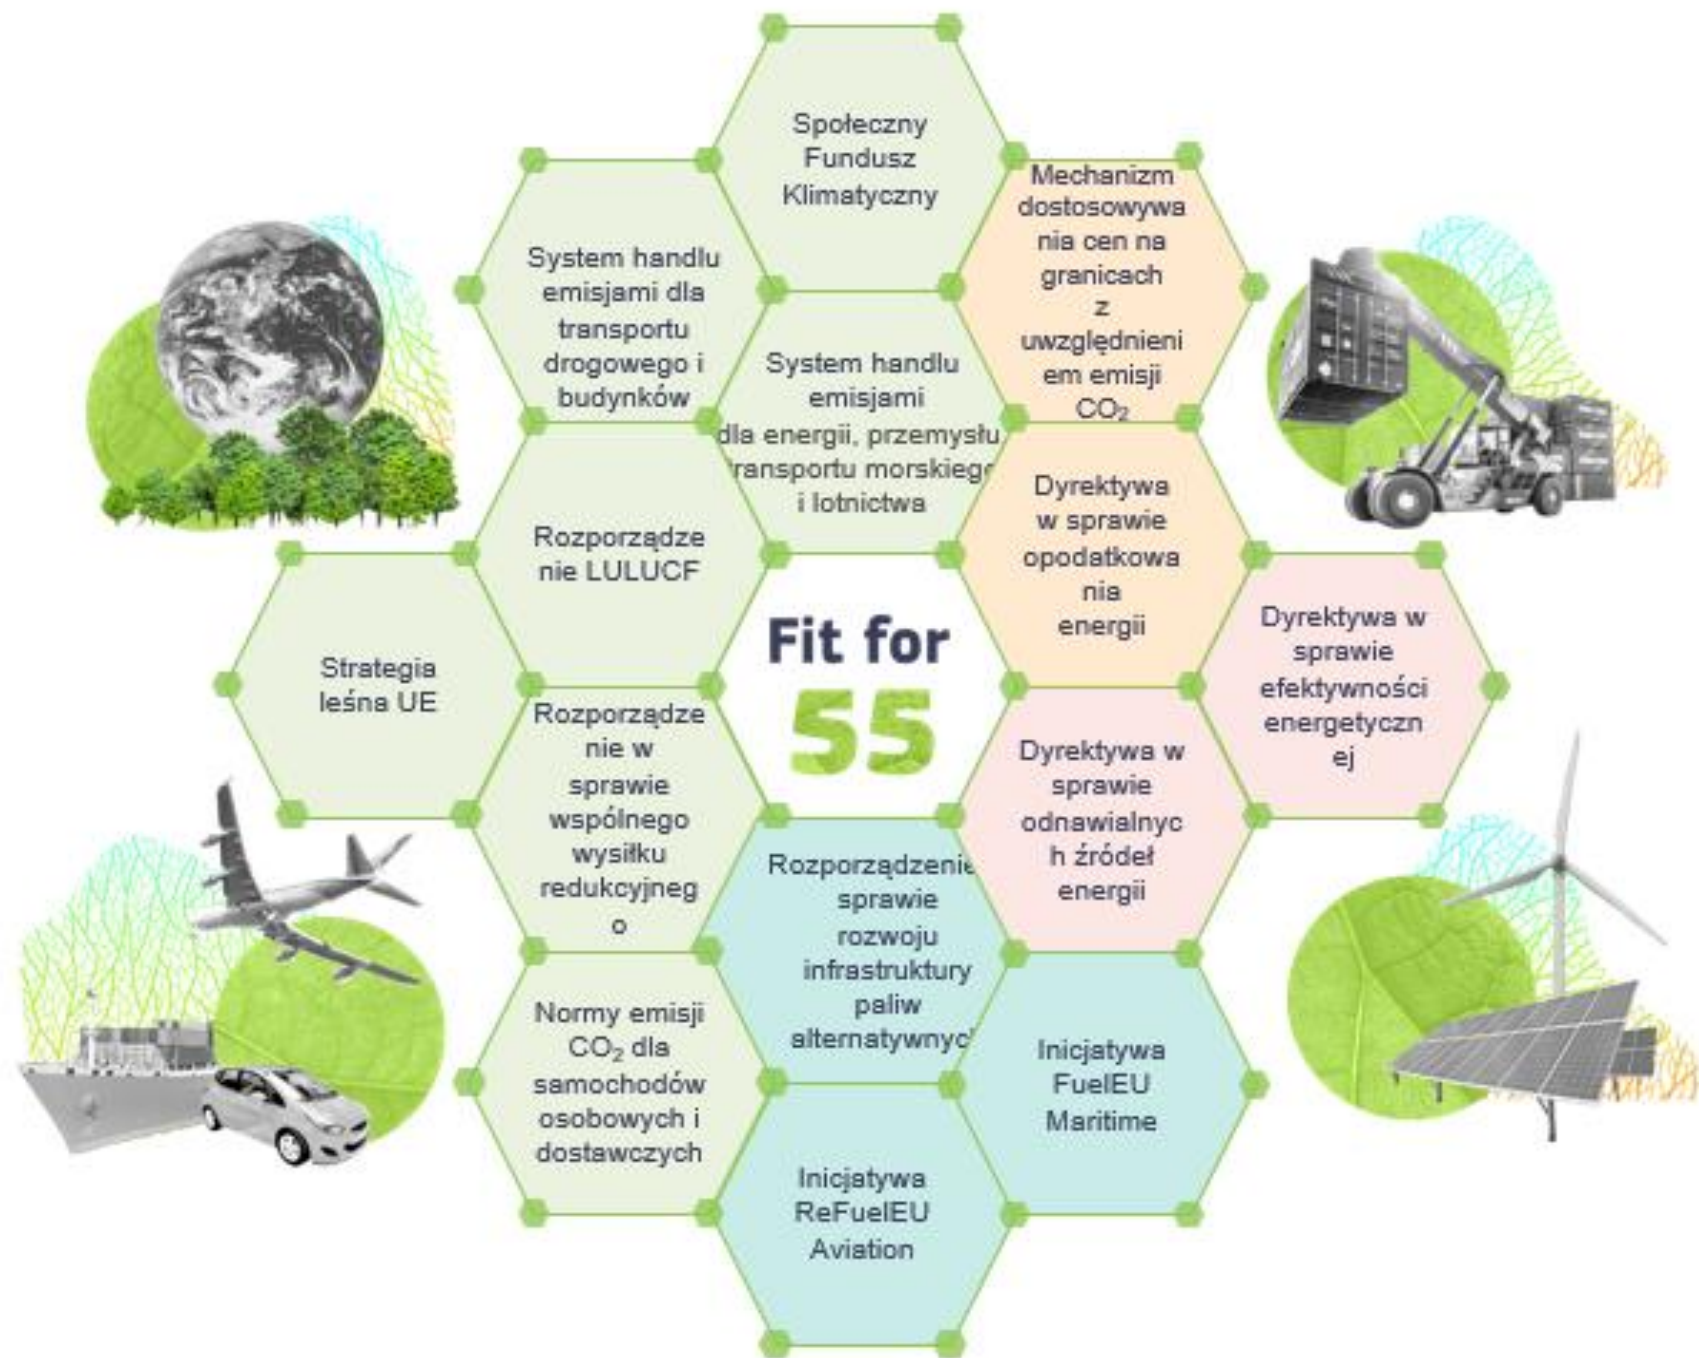 Społeczny
Fundusz
Klimatyczny
System handlu
emisjami dla
transportu
drogowego i
budynków
Mechanizm
dostosowywa
nia cen na
granicach
z
uwzględnieni
em emisji
CO₂
System handlu
emisjami
dla energii, przemysłu
transportu morskiego
i lotnictwa
Rozporządze
nie LULUCF
Dyrektywa
w sprawie
opodatkowa
nia
energii
Strategia
leśna UE
Fit for
55
Dyrektywa w
sprawie
efektywności
energetyczn
ej
Rozporządze
nie w
sprawie
wspólnego
wysiłku
redukcyjneg
o
Dyrektywa w
sprawie
odnawialnyc
h źródeł
energii
Rozporządzenie
sprawie
rozwoju
infrastruktury
paliw
alternatywnyc
Normy emisji
CO₂ dla
samochodów
osobowych i
dostawczych
Inicjatywa
FuelEU
Maritime
Inicjatywa
ReFuelEU
Aviation